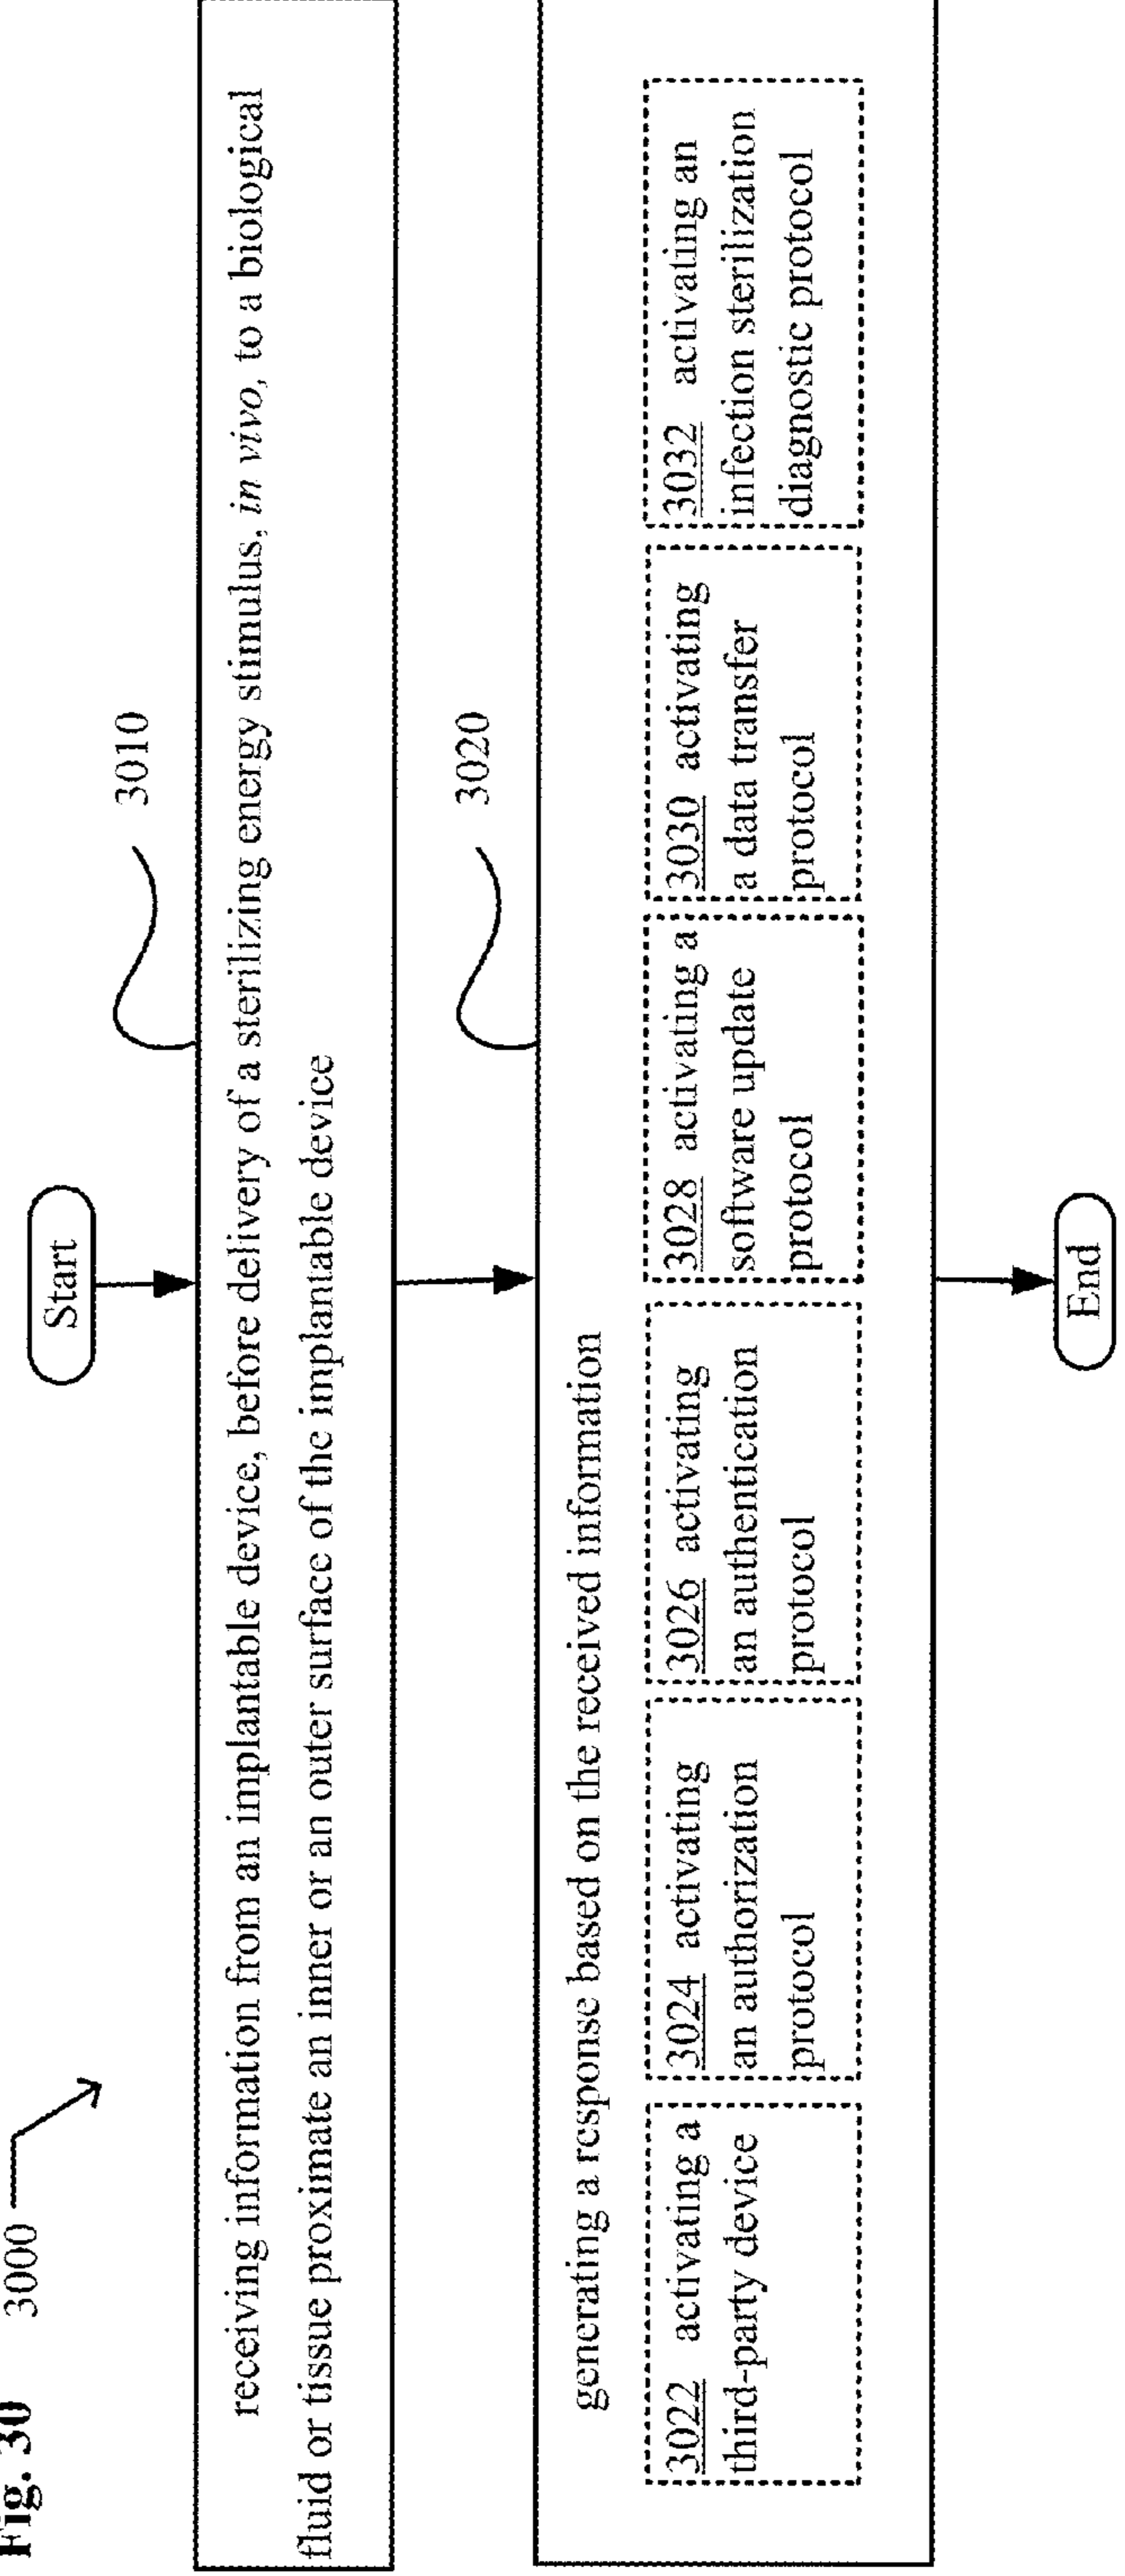 Fig. 30 3000
Start
3010
receiving information from an implantable device, before delivery of a sterilizing energy stimulus, in vivo, to a biological
fluid or tissue proximate an inner or an outer surface of the implantable device
3020
generating a response based on the received information
3022 activating a
third-party device
3024 activating
an authorization
protocol
3026 activating
an authentication
protocol
3028 activating a
software update
protocol
3030 activating
a data transfer
protocol
3032 activating an
infection sterilization
diagnostic protocol
End